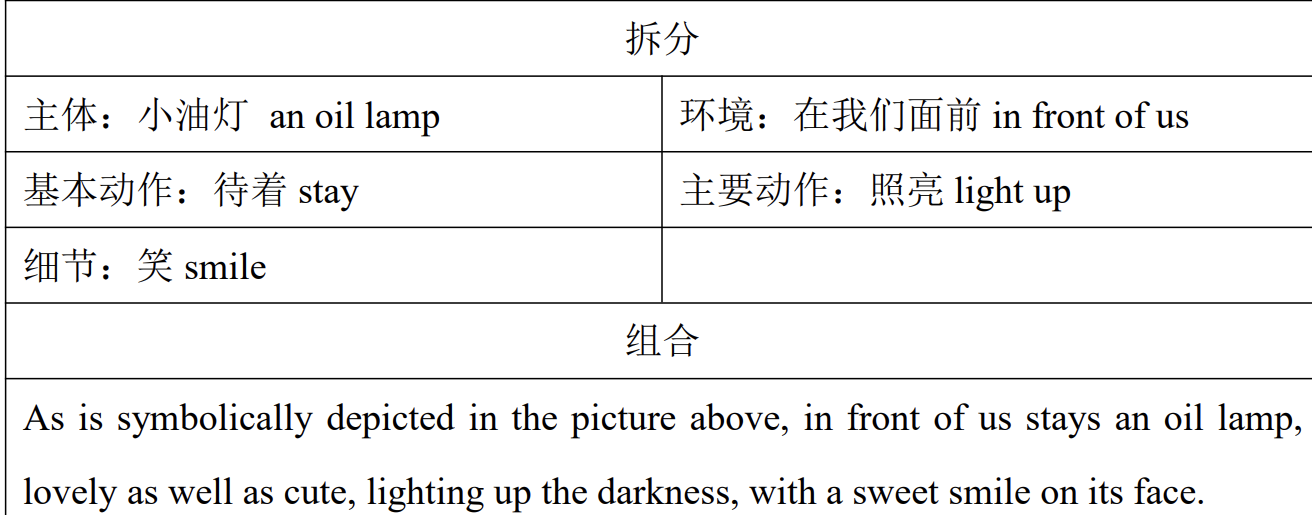 拆分
主体：小油灯 an oil lamp
环境：在我们面前 in front of us
基本动作：待着 stay
主要动作：照亮 light up
细节：笑 smile
组合
As is symbolically depicted in the picture above, in front of us stays an oil lamp,
lovely as well as cute, lighting up the darkness, with a sweet smile on its face.